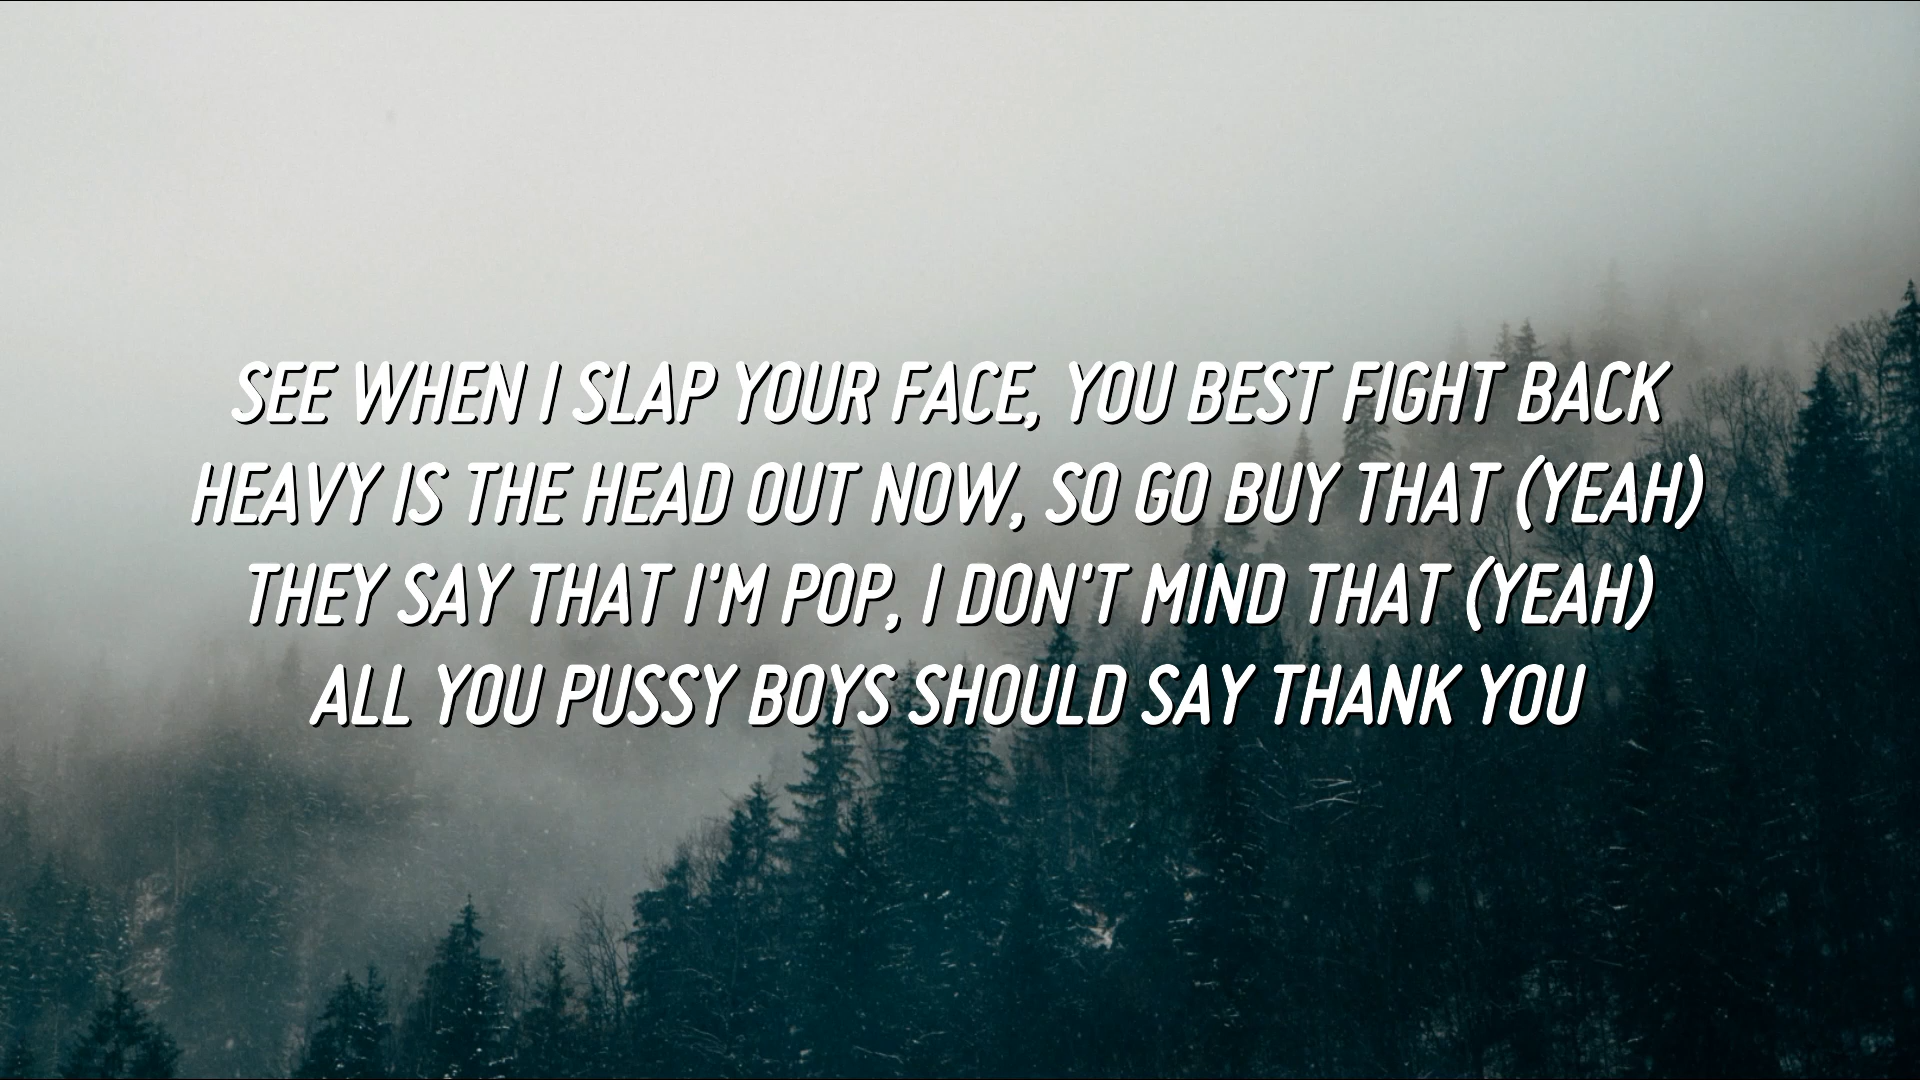 SEE WHEN I SLAP YOUR FACE, YOU BEST FIGHT BACK
HEAVY IS THE HEAD OUT NOW, SO GO BUY THAT (YEAH)
THEY SAY THAT I'M POP, I DON'T MIND THAT (YEAH)
ALL YOU PUSSY BOYS SHOULD SAY THANK YOU